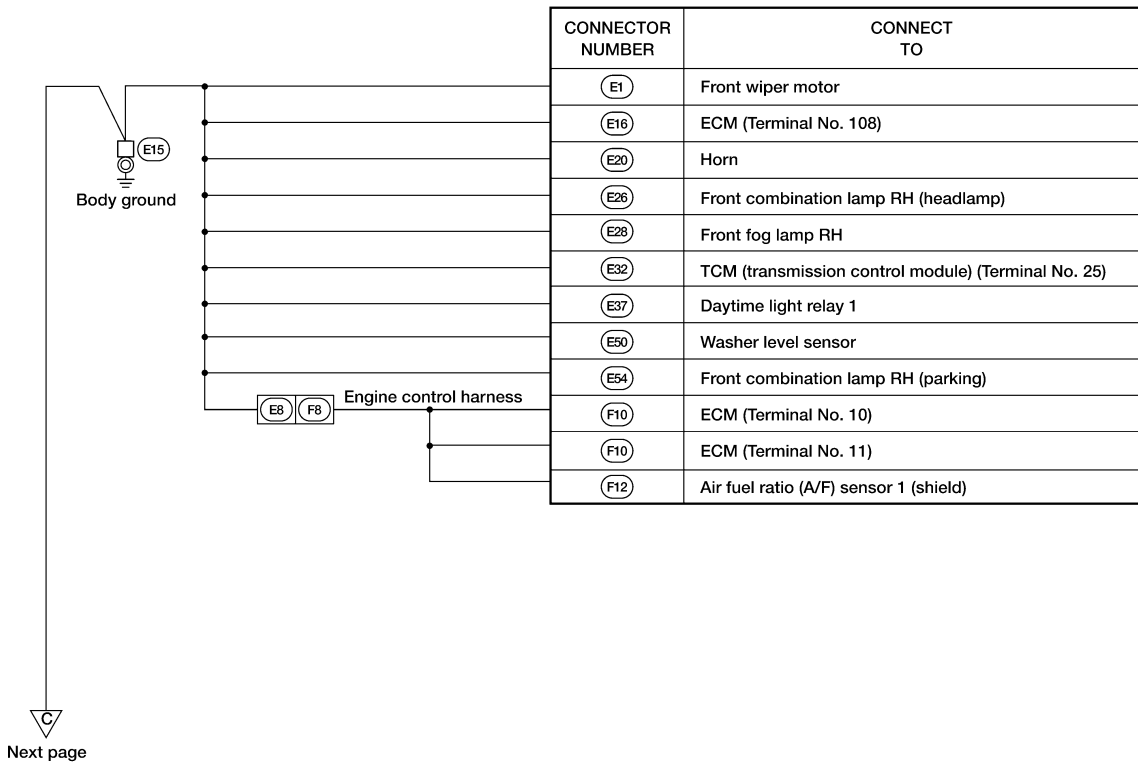 CONNECTOR NUMBER CONNECT TO
E1 Front wiper motor
E16 ECM (Terminal No. 108)
E15
E20 Horn
Body ground
E26 Front combination lamp RH (headlamp)
E28 Front fog lamp RH
E32 TCM (transmission control module) (Terminal No. 25)
E37 Daytime light relay 1
E50 Washer level sensor
E54 Front combination lamp RH (parking)
E8 F8 Engine control harness F10 ECM (Terminal No. 10)
F10 ECM (Terminal No. 11)
F12 Air fuel ratio (A/F) sensor 1 (shield)
C
Next page